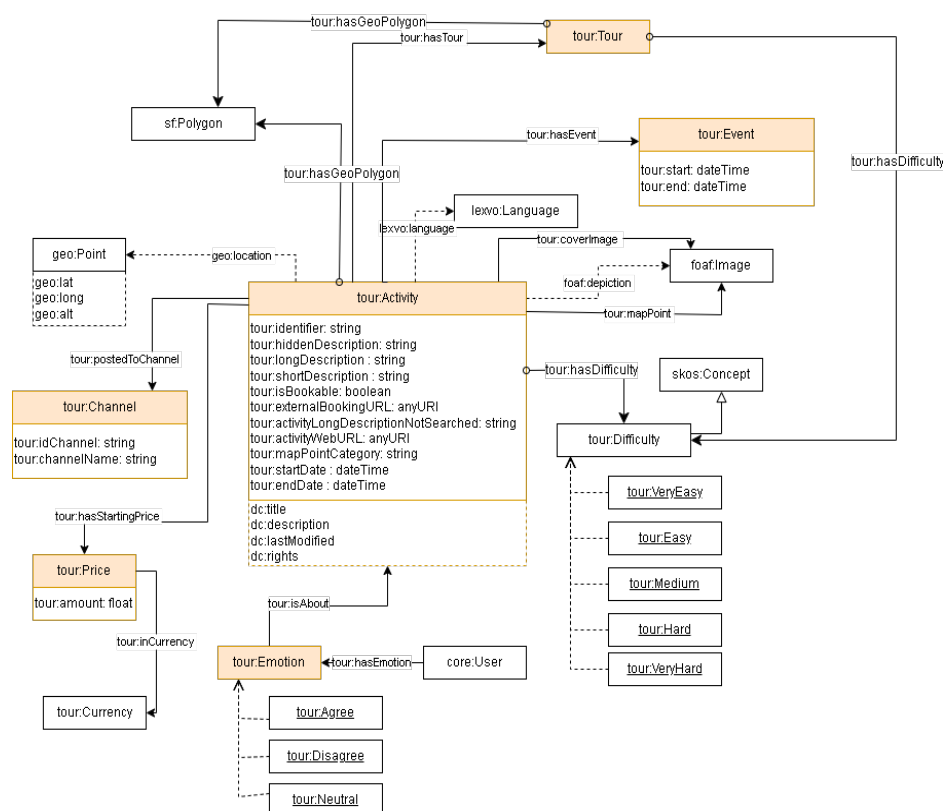 tour:hasGeoPolygon
tour:hasTour
tour:Tour
sf:Polygon
tour:hasEvent
tour:Event
tour:start: dateTime
tour:end: dateTime
tour:hasDifficulty
tour:hasGeoPolygon
lexvo:Language
lexvo:language
geo:Point
geo:lat
geo:long
geo:alt
geo:location
tour:coverImage
foaf:Image
foaf:depiction
tour:mapPoint
tour:Activity
tour:identifier: string
tour:hiddenDescription: string
tour:longDescription : string
tour:shortDescription : string
tour:isBookable: boolean
tour:externalBookingURL: anyURI
tour:activityLongDescriptionNotSearched: string
tour:activityWebURL: anyURI
tour:mapPointCategory: string
tour:startDate : dateTime
tour:endDate : dateTime
dc:title
dc:description
dc:lastModified
dc:rights
tour:postedToChannel
tour:Channel
tour:idChannel: string
tour:channelName: string
tour:hasDifficulty
skos:Concept
tour:Difficulty
tour:VeryEasy
tour:Easy
tour:Medium
tour:Hard
tour:VeryHard
tour:hasStartingPrice
tour:Price
tour:amount: float
tour:inCurrency
tour:Currency
tour:isAbout
tour:Emotion
tour:hasEmotion
core:User
tour:Agree
tour:Disagree
tour:Neutral